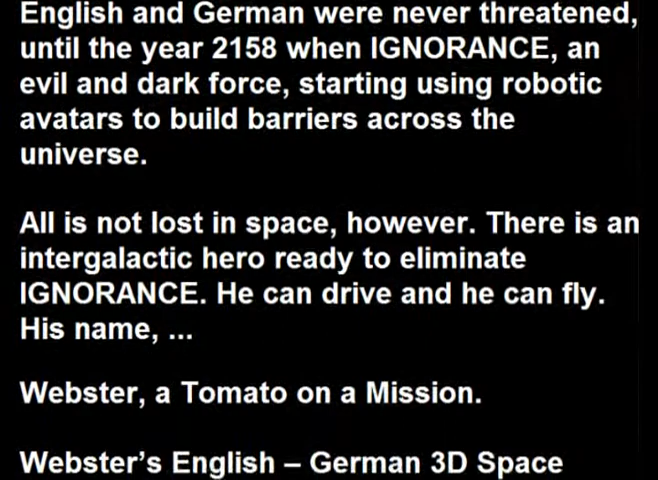 English and German were never threatened,
until the year 2158 when IGNORANCE, an
evil and dark force, starting using robotic
avatars to build barriers across the
universe.
All is not lost in space, however. There is an
intergalactic hero ready to eliminate
IGNORANCE. He can drive and he can fly.
His name, ...
Webster, a Tomato on a Mission.
Webster's English – German 3D Space